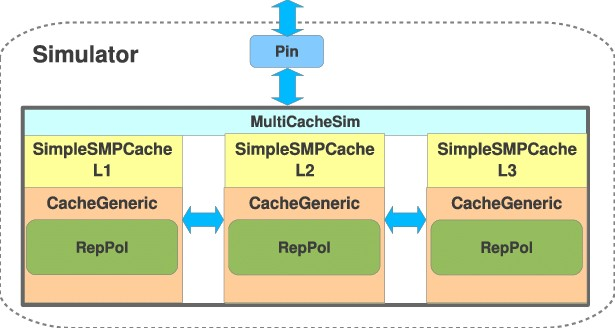 Simulator
Pin
MultiCacheSim
SimpleSMPCache
L1
SimpleSMPCache
L2
SimpleSMPCache
L3
CacheGeneric
CacheGeneric
CacheGeneric
RepPol
RepPol
RepPol